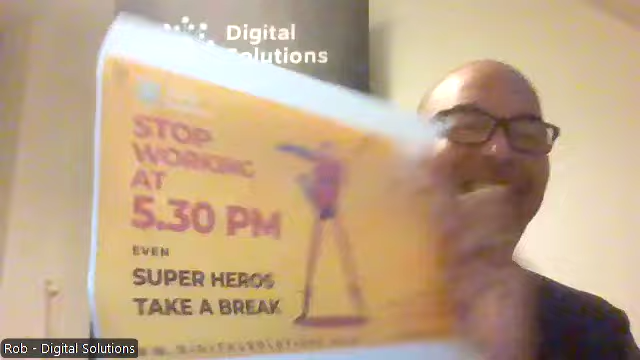 Digital
Solutions
STOP
WORKING
AT
5.30 PM
EVEN
SUPER HEROS
TAKE A BREAK
Rob - Digital Solutions